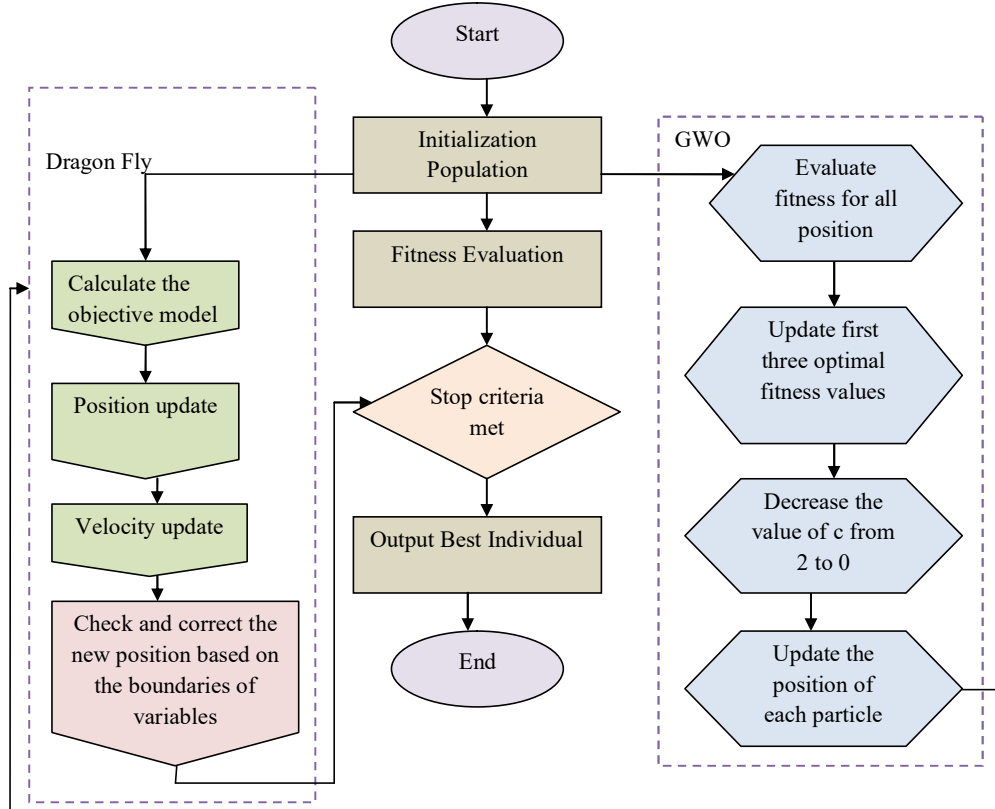 Start
Initialization
Population
Fitness Evaluation
Stop criteria
met
Output Best Individual
End
Dragon Fly
Calculate the
objective model
Position update
Velocity update
Check and correct the
new position based on
the boundaries of
variables
GWO
Evaluate
fitness for all
position
Update first
three optimal
fitness values
Decrease the
value of c from
2 to 0
Update the
position of
each particle